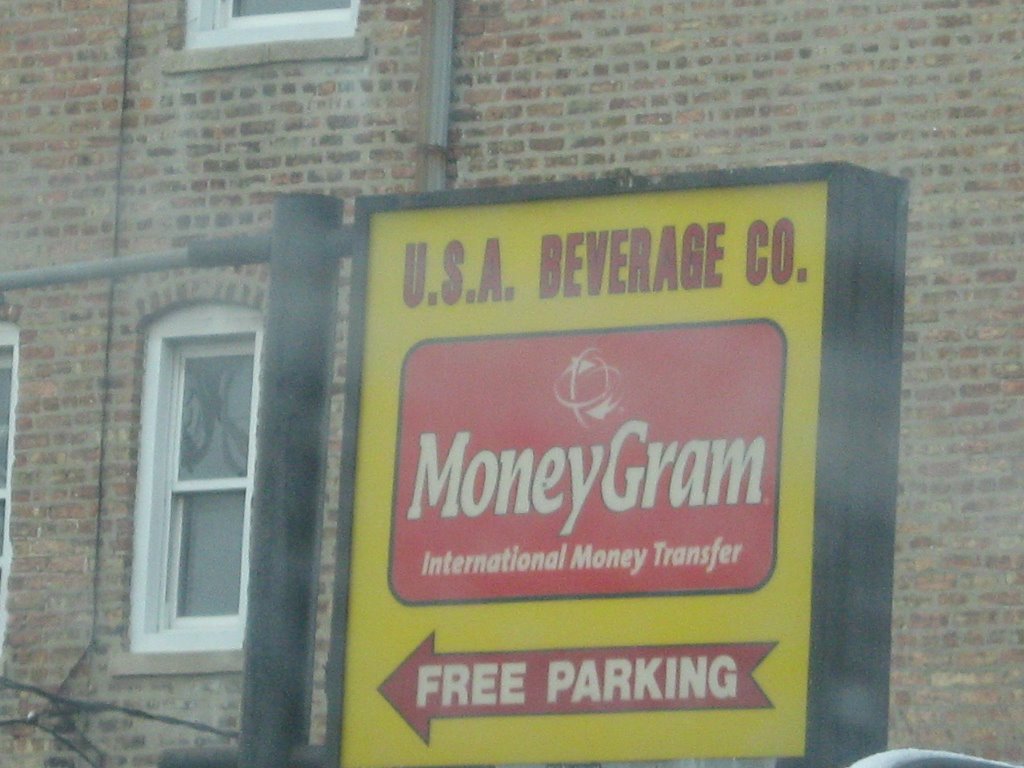 U.S.A. BEVERAGE CO.
MoneyGram
International Money Transfer
FREE PARKING